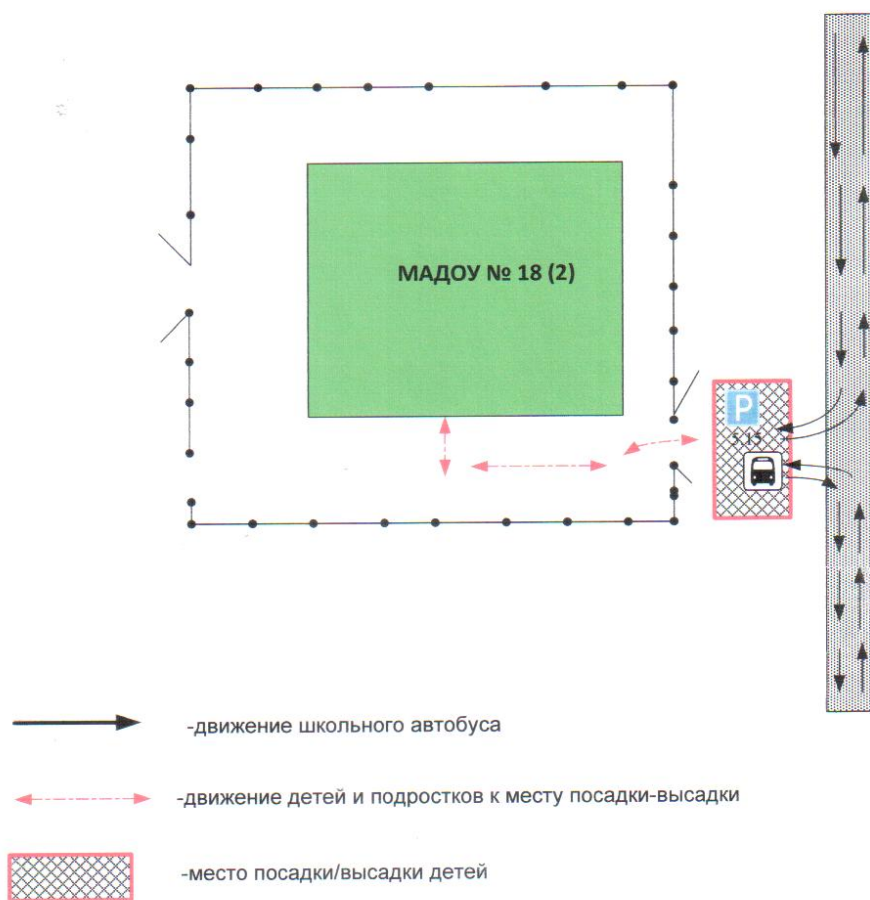 МАДОУ № 18 (2)
P
5.15
-движение школьного автобуса
-движение детей и подростков к месту посадки-высадки
-место посадки/высадки детей